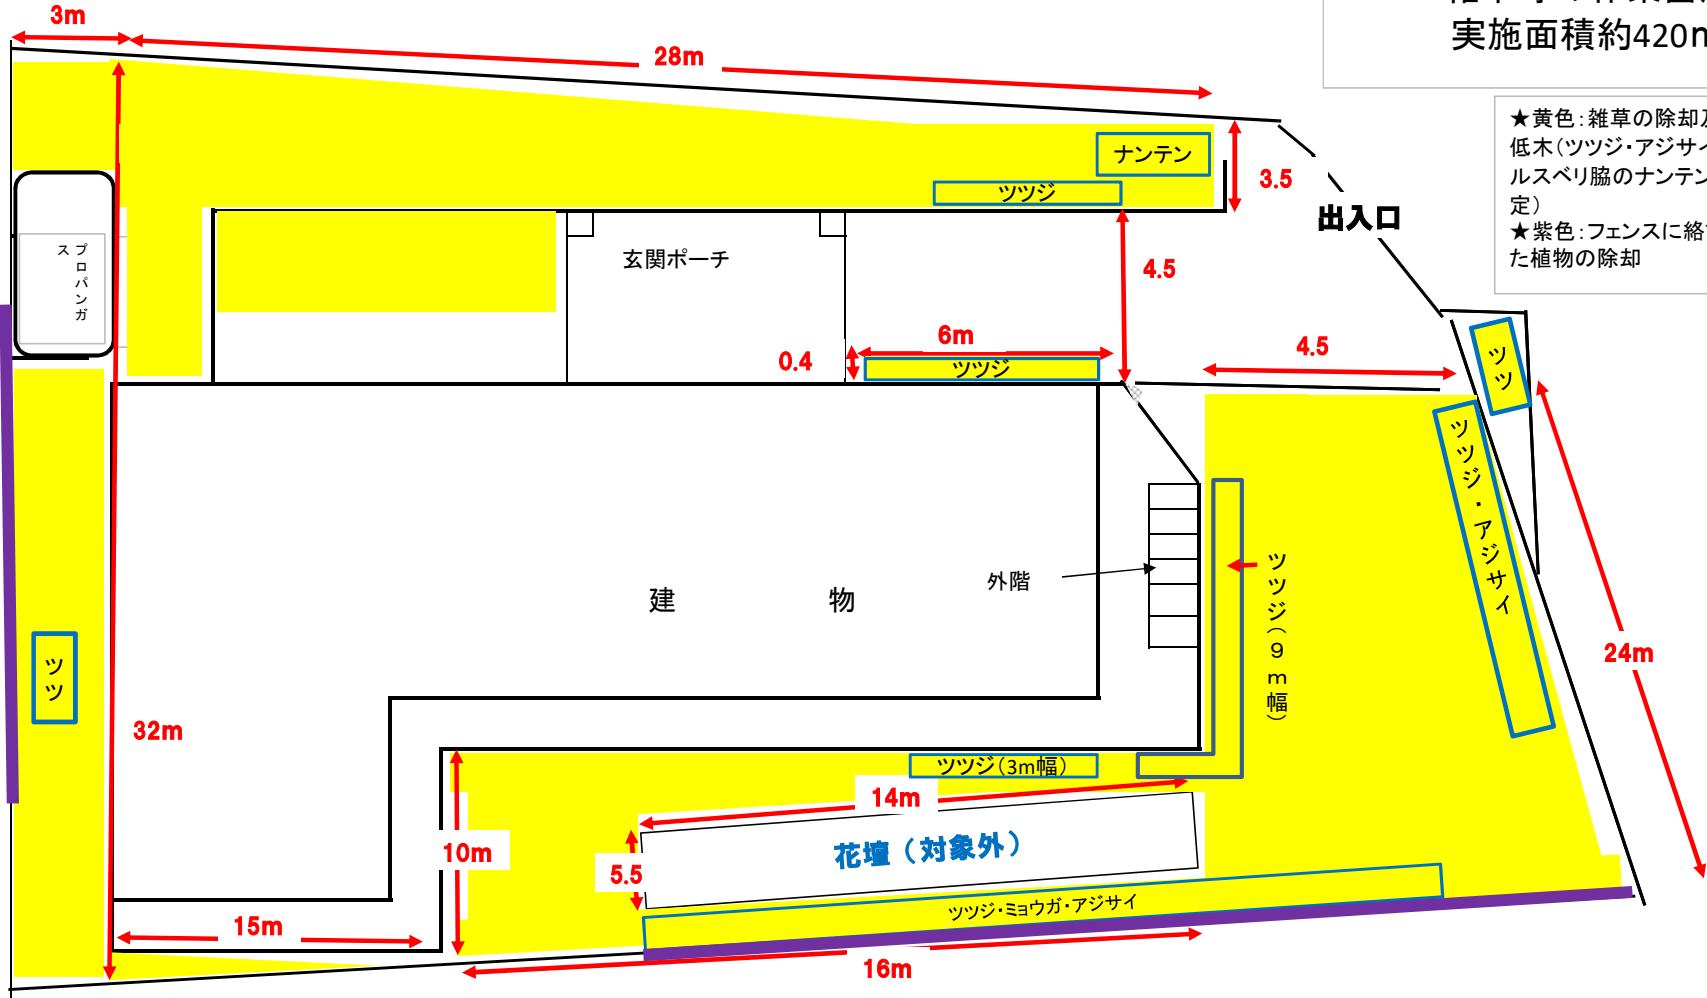 3m
28m
実施面積約420m
★黄色：雑草の除却及
低木（ツツジ・アジサイ
ルスベリ脇のナンテン
定）
★紫色：フェンスに絡
た植物の除却
ナンテン
ツツジ
3.5
出入口
プロパンガ
ス
玄関ポーチ
4.5
6m
0.4
ツツジ
4.5
ツツ
ツツジ・アジサイ
建物
外階
ツツジ（９ｍ幅）
24m
ツツ
32m
ツツジ（3m幅）
14m
花壇（対象外）
10m
5.5
ツツジ・ミョウガ・アジサイ
15m
16m